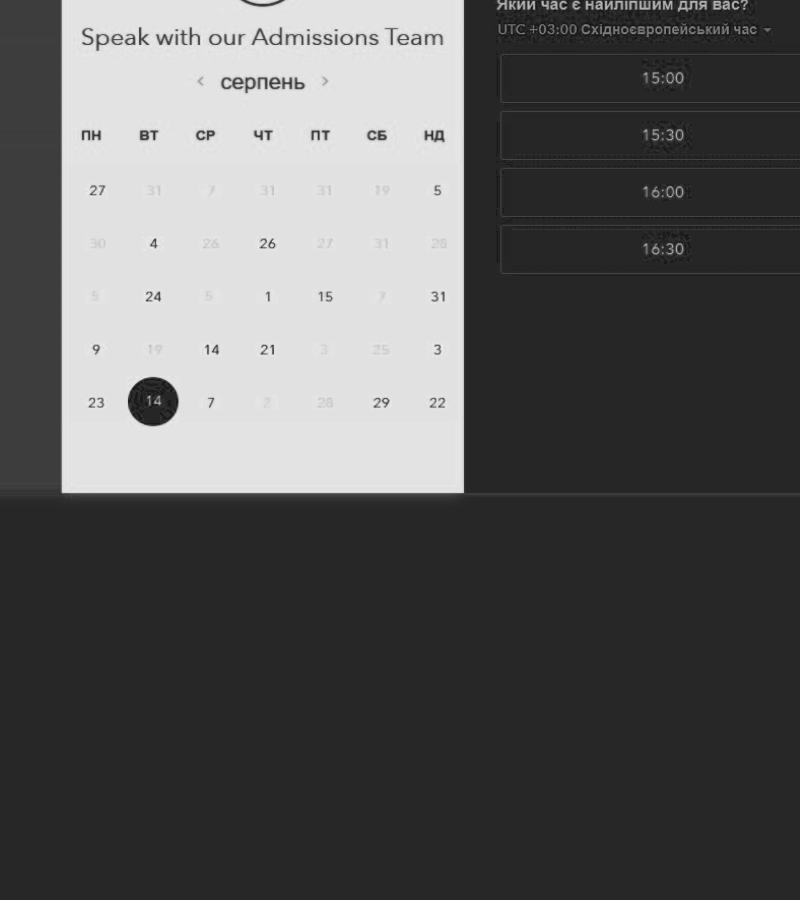 Який час є найліпшим для вас?
Speak with our Admissions Team
UTC +03:00 Східноєвропейський час
‹ серпень ›
ПН ВТ СР ЧТ ПТ СБ НД
27 31 7 31 31 19 5
30 4 26 26 27 31 28
5 24 5 1 15 7 31
9 19 14 21 3 25 3
23 14 7 2 28 29 22
15:00
15:30
16:00
16:30